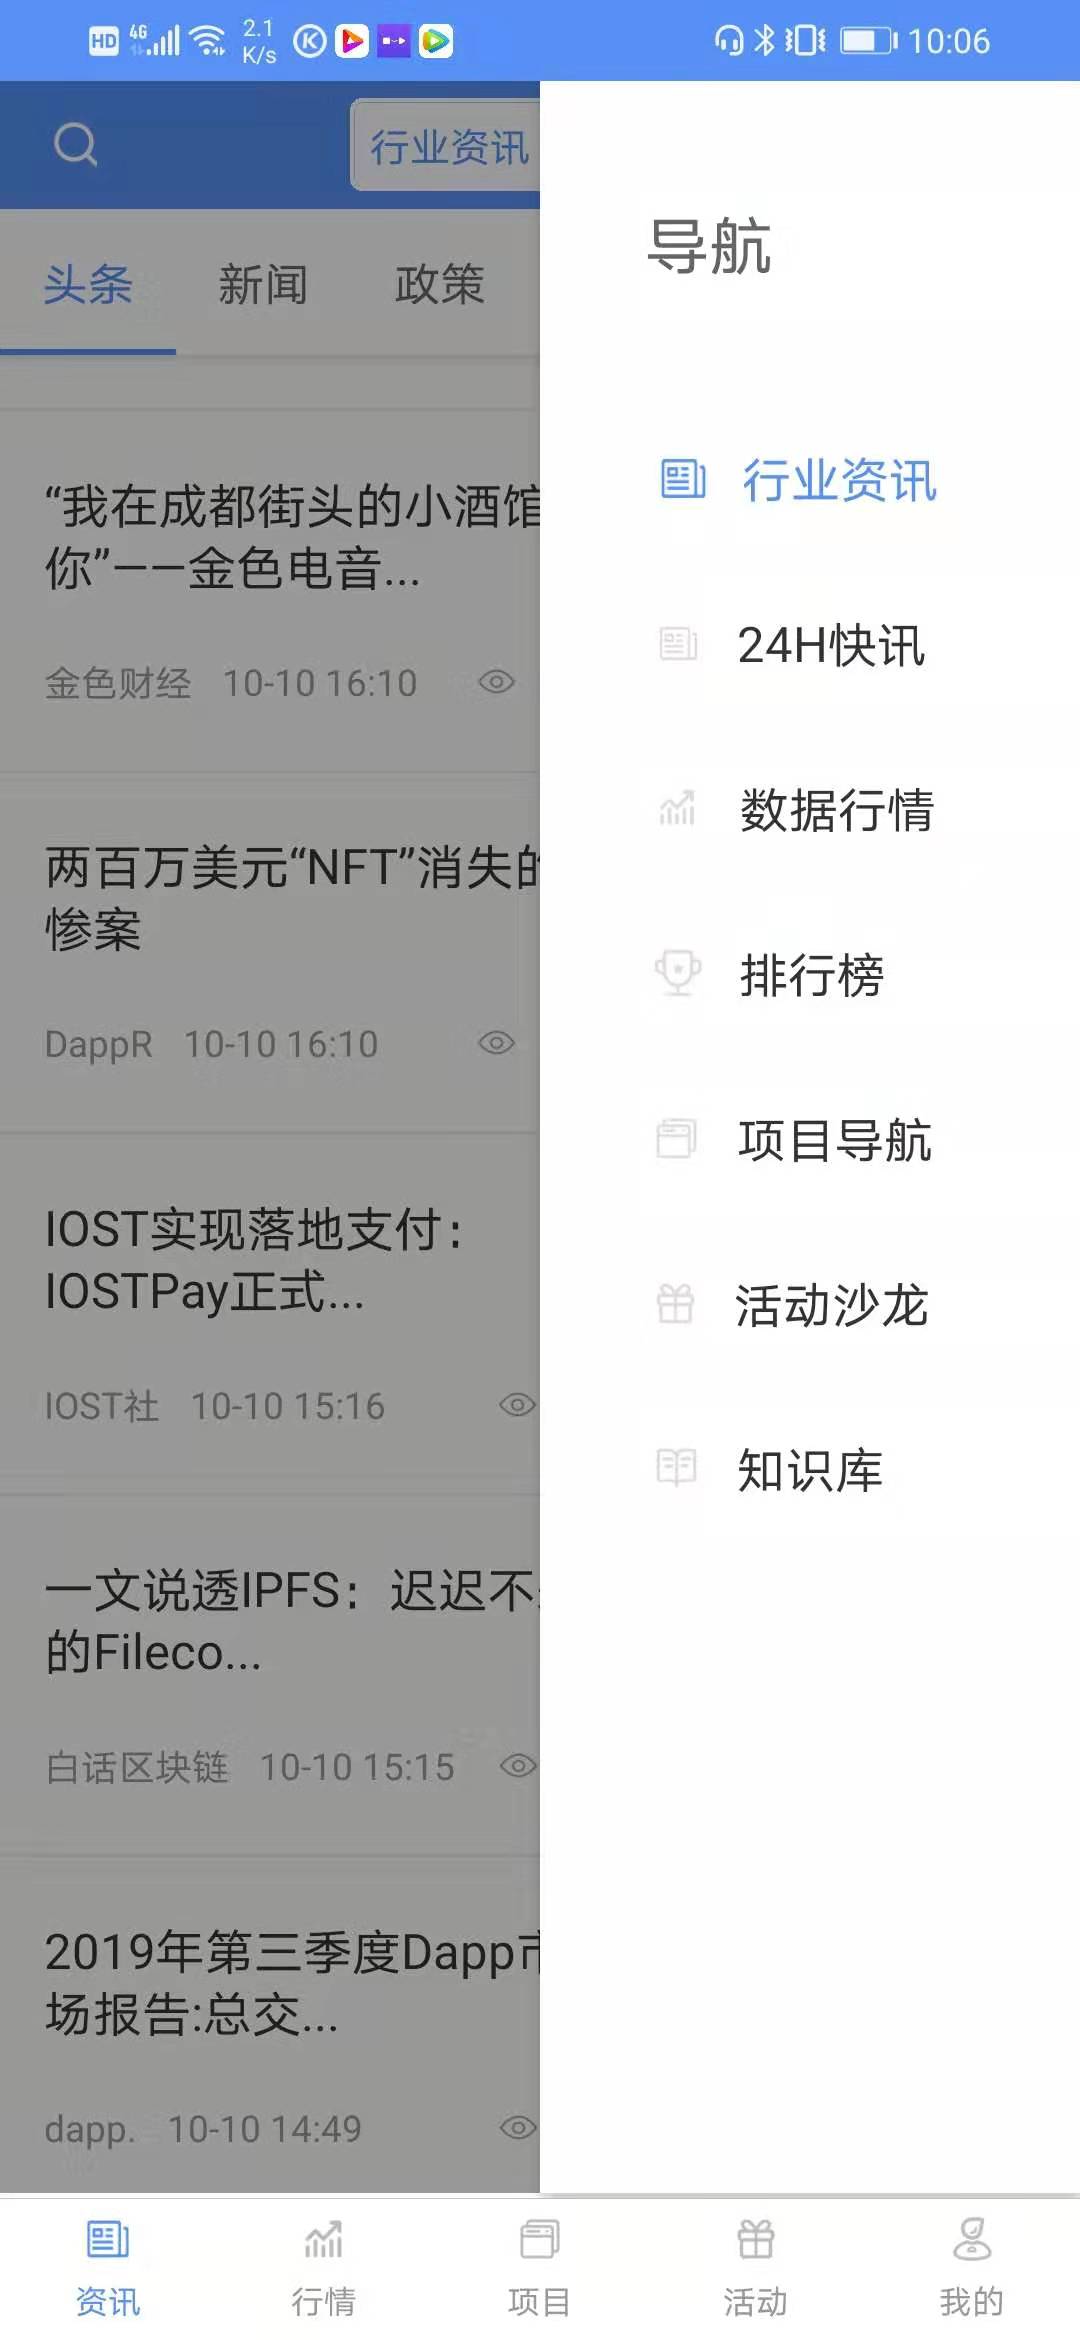 HD 4G 2.1 K/s 10:06
行业资讯
头条 新闻 政策
“我在成都街头的小酒馆
你”——金色电音...
金色财经 10-10 16:10
两百万美元“NFT”消失的
惨案
DappR 10-10 16:10
IOST实现落地支付：
IOSTPay正式...
IOST社 10-10 15:16
一文说透IPFS：迟迟不
的Fileco...
白话区块链 10-10 15:15
2019年第三季度Dapp市
场报告:总交...
dapp. 10-10 14:49
导航
行业资讯
24H快讯
数据行情
排行榜
项目导航
活动沙龙
知识库
资讯 行情 项目 活动 我的